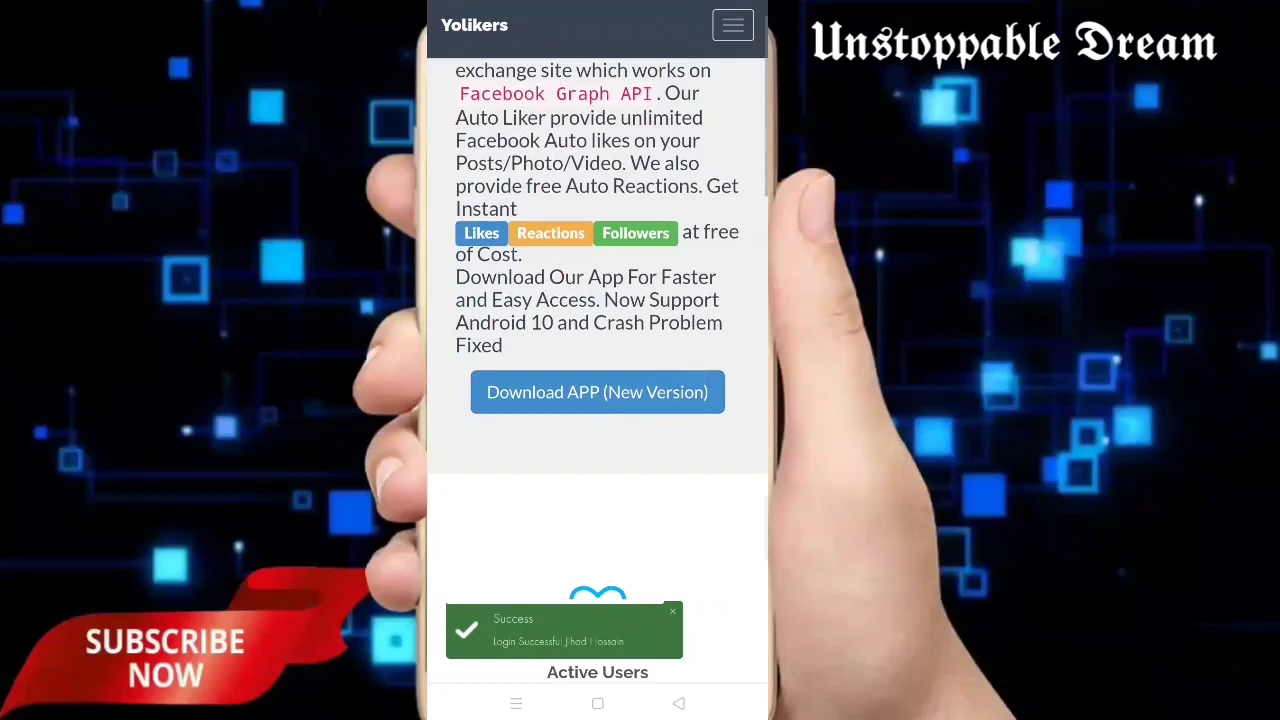 Yolikers
Unstoppable Dream
exchange site which works on
Facebook Graph API. Our
Auto Liker provide unlimited
Facebook Auto likes on your
Posts/Photo/Video. We also
provide free Auto Reactions. Get
Instant
Likes Reactions Followers at free
of Cost.
Download Our App For Faster
and Easy Access. Now Support
Android 10 and Crash Problem
Fixed
Download APP (New Version)
Success
Login Successful Jihad Hossain
Active Users
SUBSCRIBE
NOW